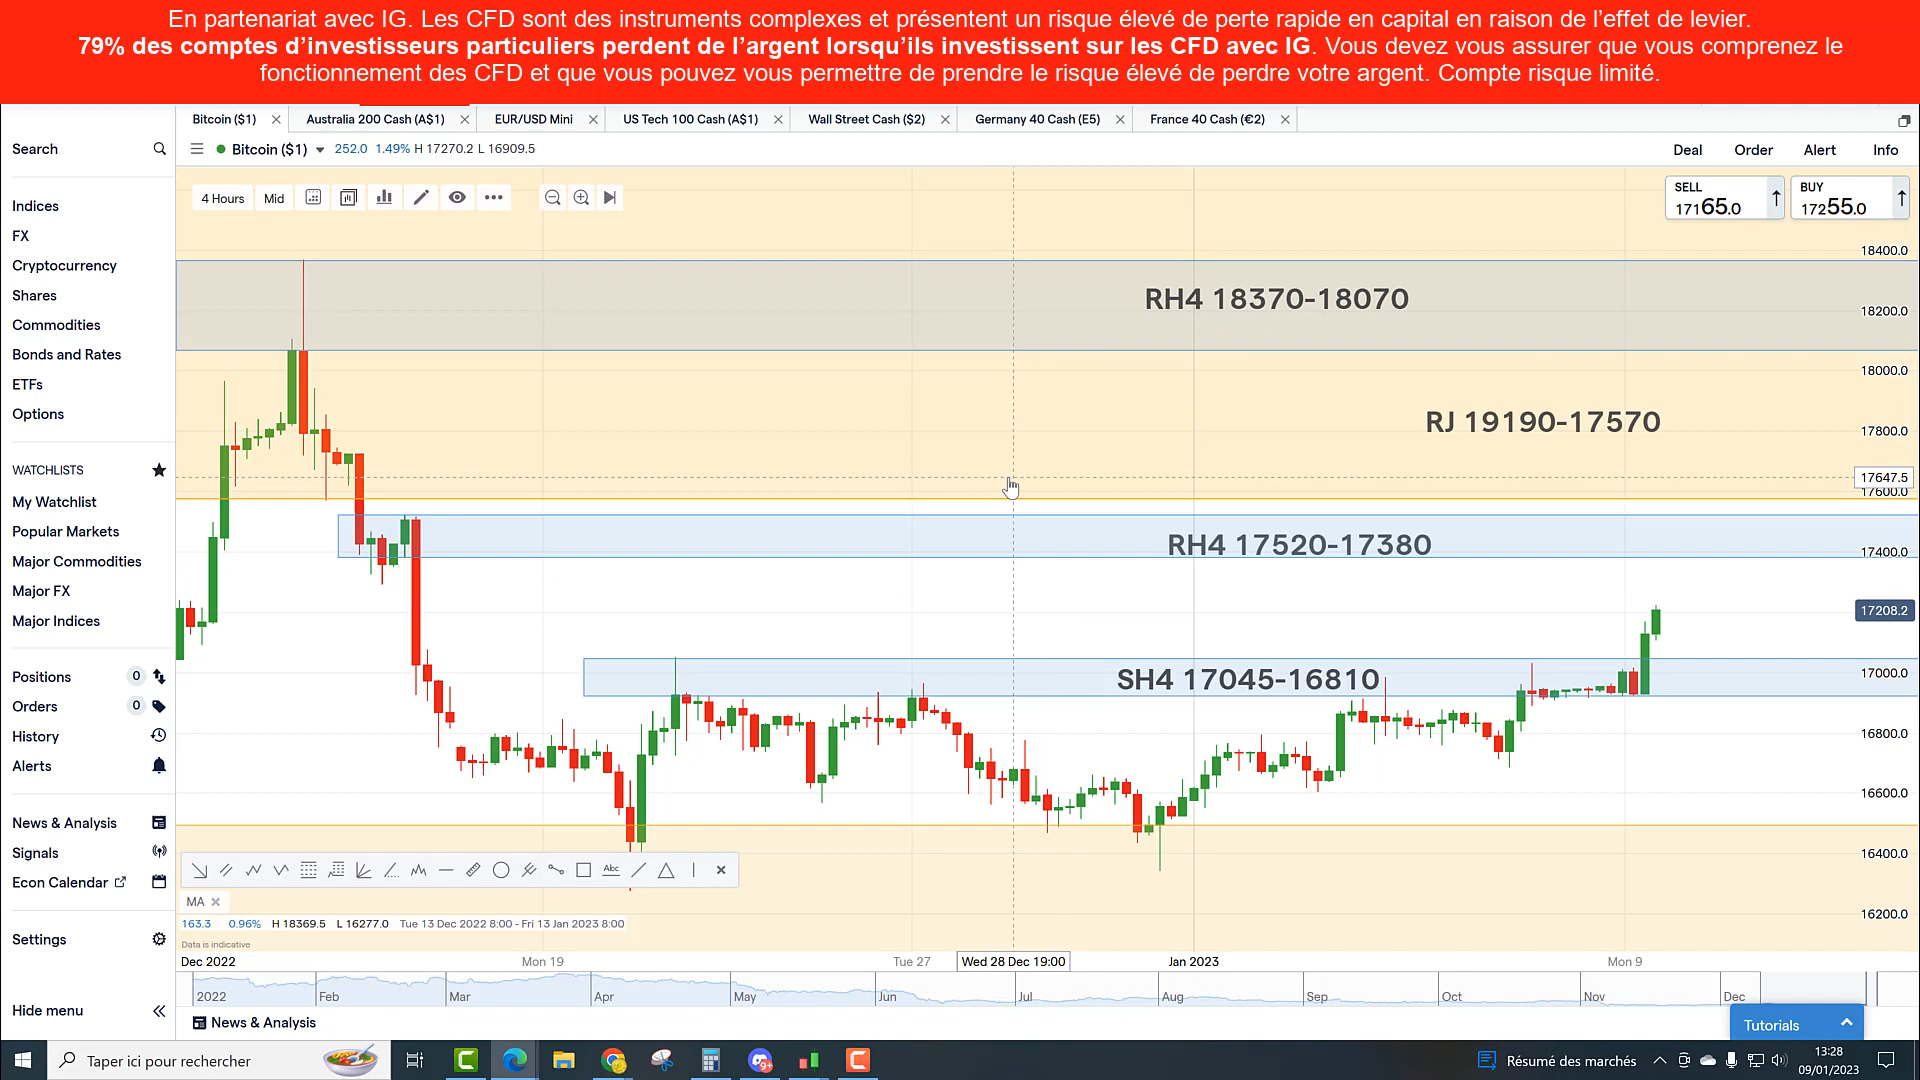 En partenariat avec IG. Les CFD sont des instruments complexes et présentent un risque élevé de perte rapide en capital en raison de l’effet de levier.
79% des comptes d’investisseurs particuliers perdent de l’argent lorsqu’ils investissent sur les CFD avec IG. Vous devez vous assurer que vous comprenez le
fonctionnement des CFD et que vous pouvez vous permettre de prendre le risque élevé de perdre votre argent. Compte risque limité.
Bitcoin ($1) Australia 200 Cash (A$1) EUR/USD Mini US Tech 100 Cash (A$1) Wall Street Cash ($2) Germany 40 Cash (E5) France 40 Cash (€2)
Search
Bitcoin ($1) 252.0 1.49% H 17270.2 L 16909.5
Deal Order Alert Info
4 Hours Mid
SELL
17165.0
BUY
17255.0
Indices
FX
Cryptocurrency
Shares
Commodities
Bonds and Rates
ETFs
Options
WATCHLISTS
My Watchlist
Popular Markets
Major Commodities
Major FX
Major Indices
Positions 0
Orders 0
History
Alerts
News & Analysis
Signals
Econ Calendar
Settings
Hide menu
RH4 18370-18070
RJ 19190-17570
RH4 17520-17380
SH4 17045-16810
18400.0
18200.0
18000.0
17800.0
17647.5
17600.0
17400.0
17208.2
17000.0
16800.0
16600.0
16400.0
16200.0
Abc
MA
163.3 0.96% H 18369.5 L 16277.0 Tue 13 Dec 2022 8:00 - Fri 13 Jan 2023 8:00
Data is indicative
Dec 2022 Mon 19 Tue 27 Wed 28 Dec 19:00 Jan 2023 Mon 9
2022 Feb Mar Apr May Jun Jul Aug Sep Oct Nov Dec
News & Analysis
Tutorials
Taper ici pour rechercher
9+
Résumé des marchés
13:28
09/01/2023